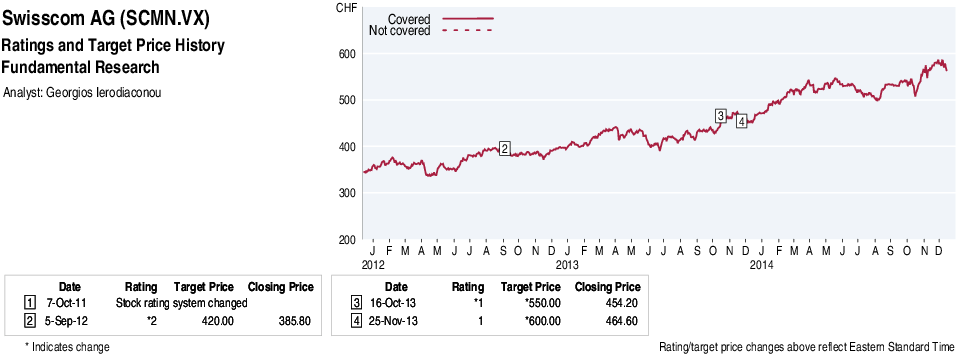 Swisscom AG (SCMN.VX)
Ratings and Target Price History
Fundamental Research
Analyst: Georgios Ierodiaconou
CHF
Covered
Not covered
600
500
400
300
200
2
3
4
J F M A M J J A S O N D J F M A M J J A S O N D J F M A M J J A S O N D
2012 2013 2014
Date Rating Target Price Closing Price
1 7-Oct-11 Stock rating system changed
2 5-Sep-12 *2 420.00 385.80
Date Rating Target Price Closing Price
3 16-Oct-13 *1 *550.00 454.20
4 25-Nov-13 1 *600.00 464.60
* Indicates change
Rating/target price changes above reflect Eastern Standard Time